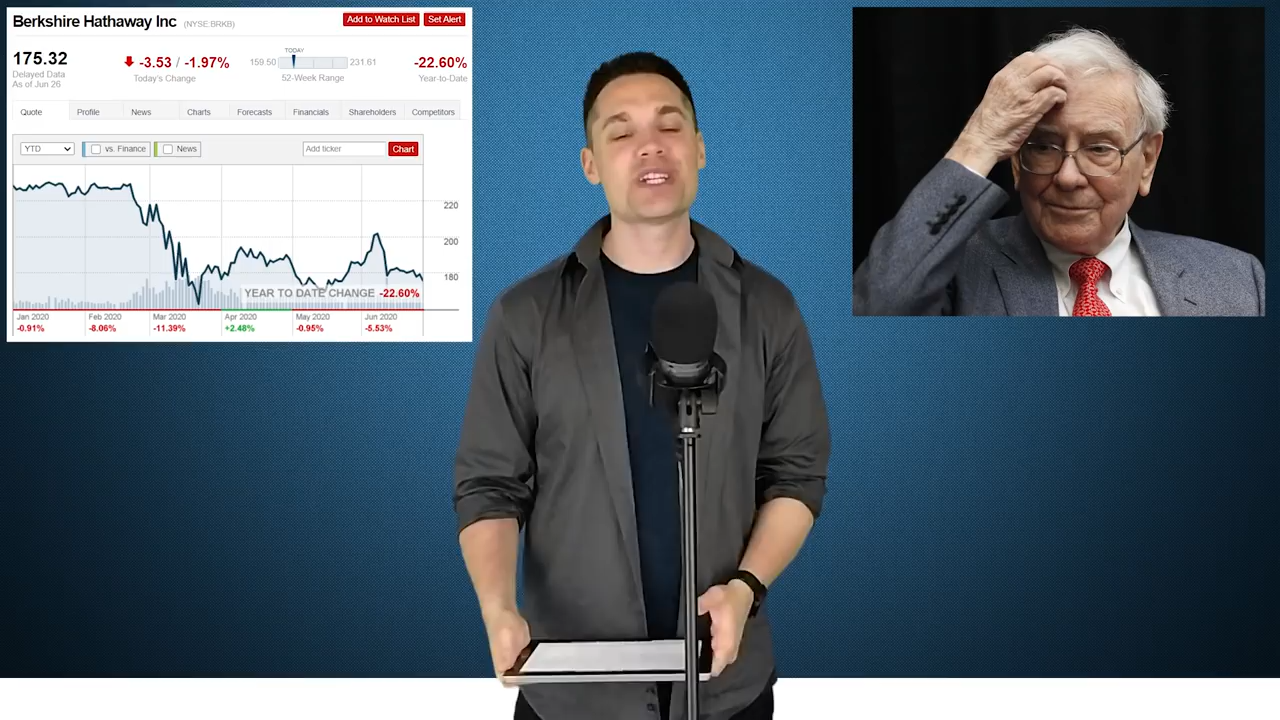 Berkshire Hathaway Inc (NYSE:BRKB)
Add to Watch List Set Alert
175.32
Delayed Data
As of Jun 26
-3.53 / -1.97%
Today's Change
TODAY
159.50 231.61
52-Week Range
-22.60%
Year-to-Date
Quote Profile News Charts Forecasts Financials Shareholders Competitors
YTD vs. Finance News Add ticker Chart
220
200
180
YEAR TO DATE CHANGE -22.60%
Jan 2020 Feb 2020 Mar 2020 Apr 2020 May 2020 Jun 2020
-0.91% -8.06% -11.39% +2.48% -0.95% -5.53%